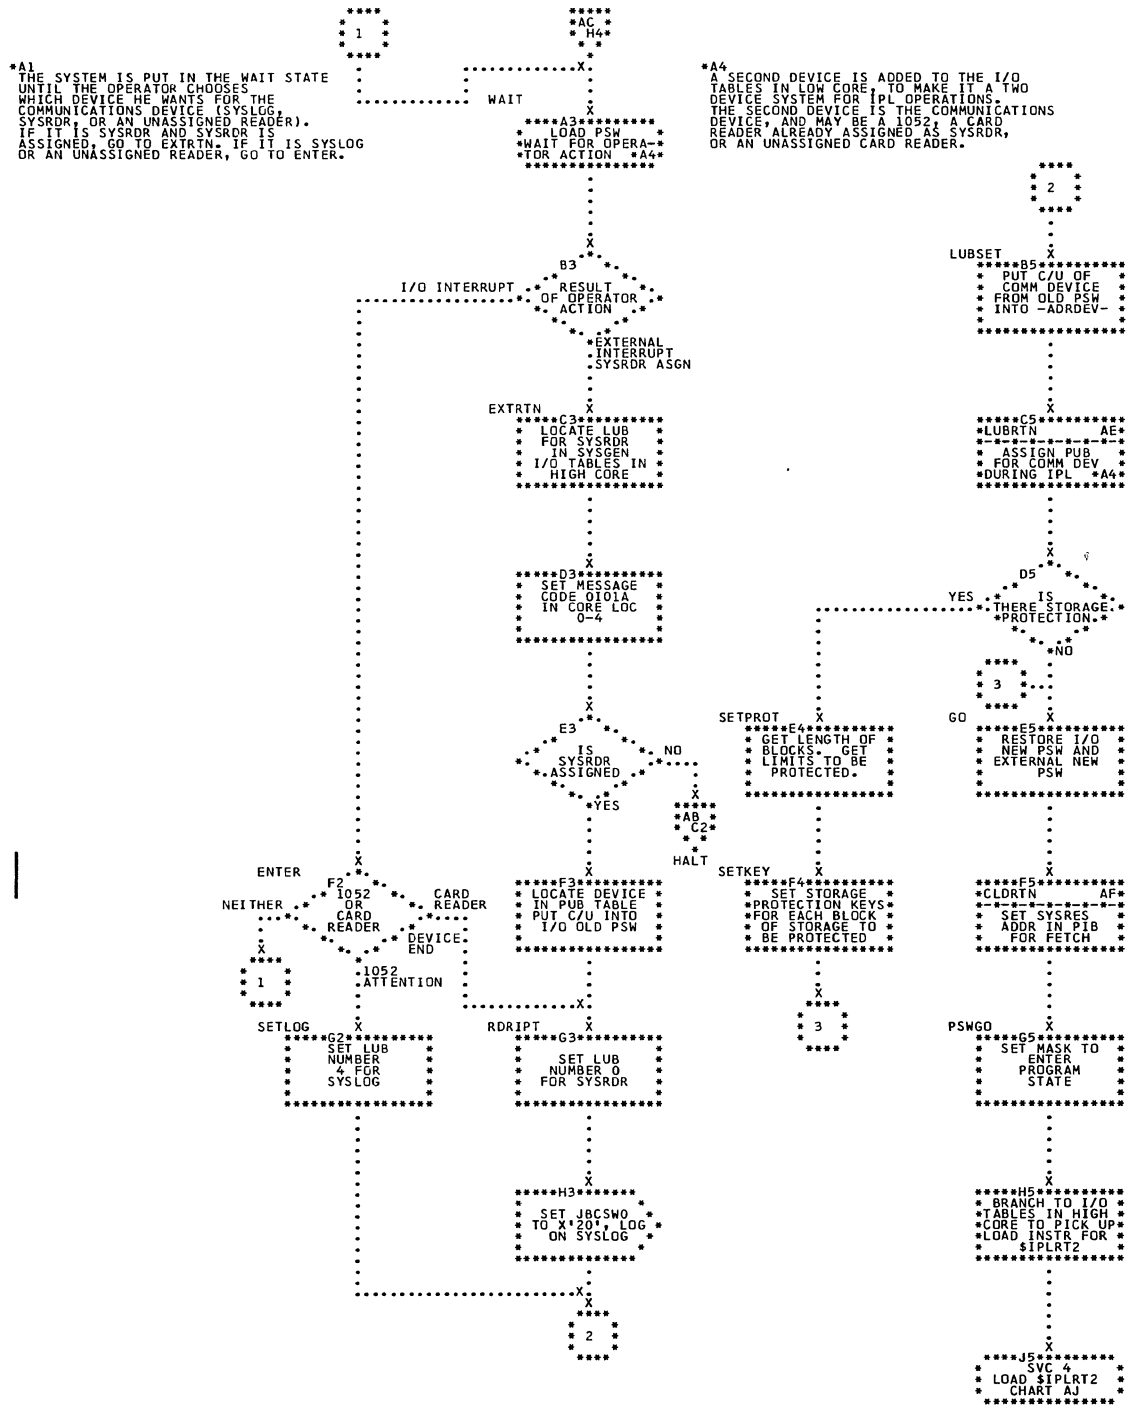 1
AC
H4*
*A1
THE SYSTEM IS PUT IN THE WAIT STATE
UNTIL THE OPERATOR CHOOSES
WHICH DEVICE HE WANTS FOR THE
COMMUNICATIONS DEVICE (SYSLOG,
SYSRDR, OR AN UNASSIGNED READER).
IF IT IS SYSRDR AND SYSRDR IS
ASSIGNED, GO TO EXTRTN. IF IT IS SYSLOG
OR AN UNASSIGNED READER, GO TO ENTER.
*A4
A SECOND DEVICE IS ADDED TO THE I/O
TABLES IN LOW CORE, TO MAKE IT A TWO
DEVICE SYSTEM FOR IPL OPERATIONS.
THE SECOND DEVICE IS THE COMMUNICATIONS
DEVICE, AND MAY BE A 1052, A CARD
READER ALREADY ASSIGNED AS SYSRDR,
OR AN UNASSIGNED CARD READER.
WAIT
A3
LOAD PSW
WAIT FOR OPERA-
TOR ACTION *A4
B3
RESULT
OF OPERATOR
ACTION
I/O INTERRUPT
EXTERNAL
INTERRUPT
SYSRDR ASGN
EXTRTN
C3
LOCATE LUB
FOR SYSRDR
IN SYSGEN
I/O TABLES IN
HIGH CORE
D3
SET MESSAGE
CODE 0I01A
IN CORE LOC
0-4
E3
IS
SYSRDR
ASSIGNED
NO
YES
AB
C2*
HALT
ENTER
F2
1052
OR
CARD
READER
NEITHER
CARD
READER
DEVICE
END
1052
ATTENTION
1
F3
LOCATE DEVICE
IN PUB TABLE
PUT C/U INTO
I/O OLD PSW
SETLOG
G2
SET LUB
NUMBER
4 FOR
SYSLOG
RDRIPT
G3
SET LUB
NUMBER 0
FOR SYSRDR
H3
SET JBCSW0
TO X'20', LOG
ON SYSLOG
2
2
LUBSET
B5
PUT C/U OF
COMM DEVICE
FROM OLD PSW
INTO -ADRDEV-
C5
LUBRTN AE
ASSIGN PUB
FOR COMM DEV
DURING IPL *A4
D5
IS
THERE STORAGE
PROTECTION
YES
NO
3
SETPROT
E4
GET LENGTH OF
BLOCKS. GET
LIMITS TO BE
PROTECTED.
SETKEY
F4
SET STORAGE
PROTECTION KEYS
FOR EACH BLOCK
OF STORAGE TO
BE PROTECTED
3
GO
E5
RESTORE I/O
NEW PSW AND
EXTERNAL NEW
PSW
F5
CLDRTN AF
SET SYSRES
ADDR IN PIB
FOR FETCH
PSWGO
G5
SET MASK TO
ENTER
PROGRAM
STATE
H5
BRANCH TO I/O
TABLES IN HIGH
CORE TO PICK UP
LOAD INSTR FOR
$IPLRT2
J5
SVC 4
LOAD $IPLRT2
CHART AJ